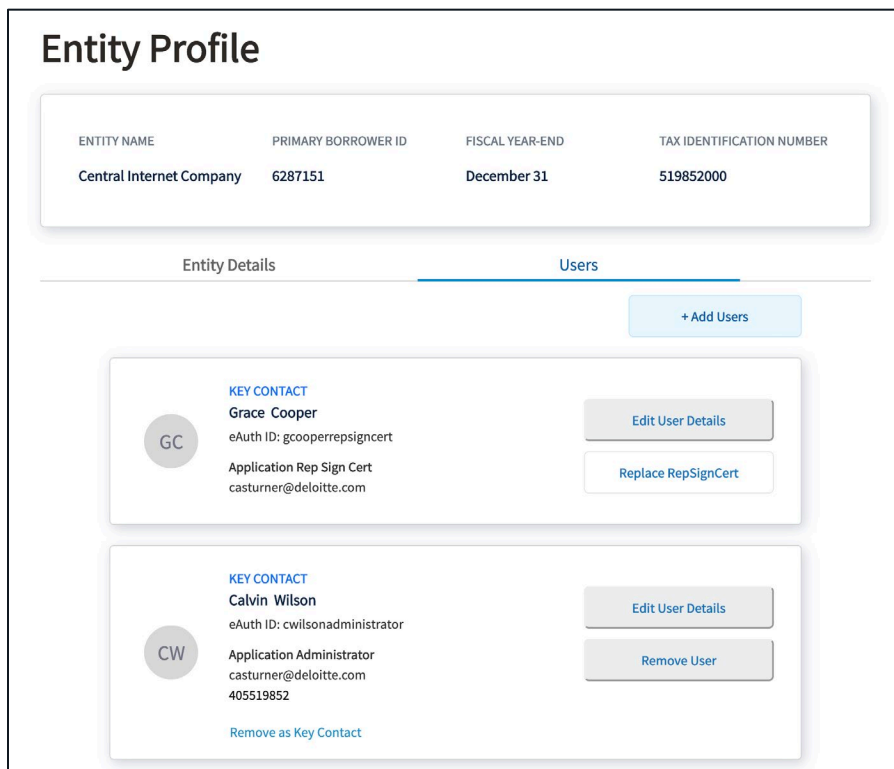 Entity Profile
ENTITY NAME PRIMARY BORROWER ID FISCAL YEAR-END TAX IDENTIFICATION NUMBER
Central Internet Company 6287151 December 31 519852000
Entity Details Users
+ Add Users
KEY CONTACT
Grace Cooper
eAuth ID: gcooperrepsigncert
GC
Application Rep Sign Cert
casturner@deloitte.com
Edit User Details
Replace RepSignCert
KEY CONTACT
Calvin Wilson
eAuth ID: cwilsonadministrator
CW
Application Administrator
casturner@deloitte.com
405519852
Remove as Key Contact
Edit User Details
Remove User